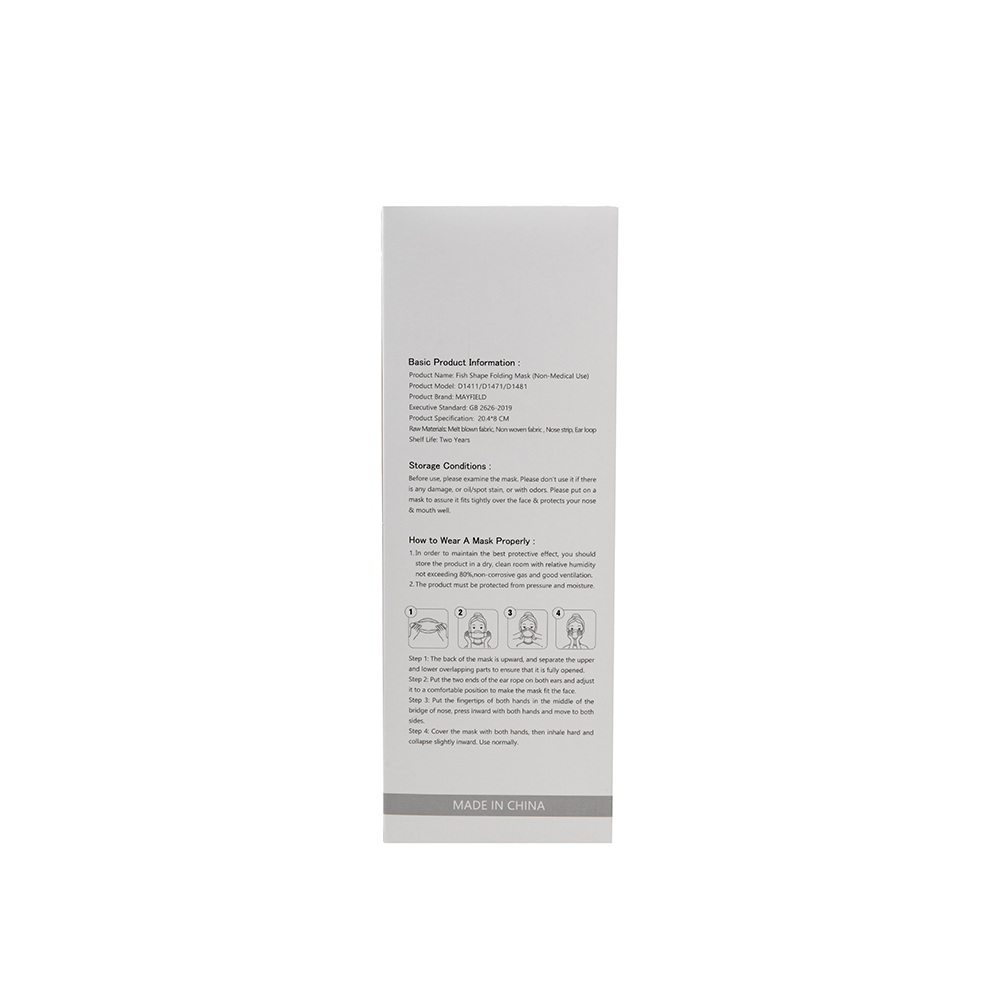 Basic Product Information :
Product Name: Fish Shape Folding Mask (Non-Medical Use)
Product Model: D1411/D1471/D1481
Product Brand: MAYFIELD
Executive Standard: GB 2626-2019
Product Specification: 20.4*8 CM
Raw Materials: Melt blown fabric, Non woven fabric , Nose strip, Ear loop
Shelf Life: Two Years
Storage Conditions :
Before use, please examine the mask. Please don't use it if there
is any damage, or oil/spot stain, or with odors. Please put on a
mask to assure it fits tightly over the face & protects your nose
& mouth well.
How to Wear A Mask Properly :
1.In order to maintain the best protective effect, you should
store the product in a dry, clean room with relative humidity
not exceeding 80%,non-corrosive gas and good ventilation.
2. The product must be protected from pressure and moisture.
1 2 3 4
Step 1: The back of the mask is upward, and separate the upper
and lower overlapping parts to ensure that it is fully opened.
Step 2: Put the two ends of the ear rope on both ears and adjust
it to a comfortable position to make the mask fit the face.
Step 3: Put the fingertips of both hands in the middle of the
bridge of nose, press inward with both hands and move to both
sides.
Step 4: Cover the mask with both hands, then inhale hard and
collapse slightly inward. Use normally.
MADE IN CHINA